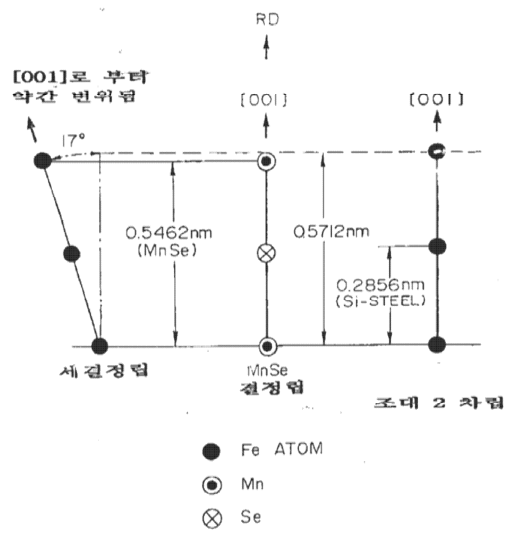 RD
[001]로 부터
약간 변위됨
[001]
[001]
17°
0.5462nm
(MnSe)
0.5712nm
0.2856nm
(Si-STEEL)
세결정립
MnSe
결정립
조대 2 차립
Fe ATOM
Mn
Se